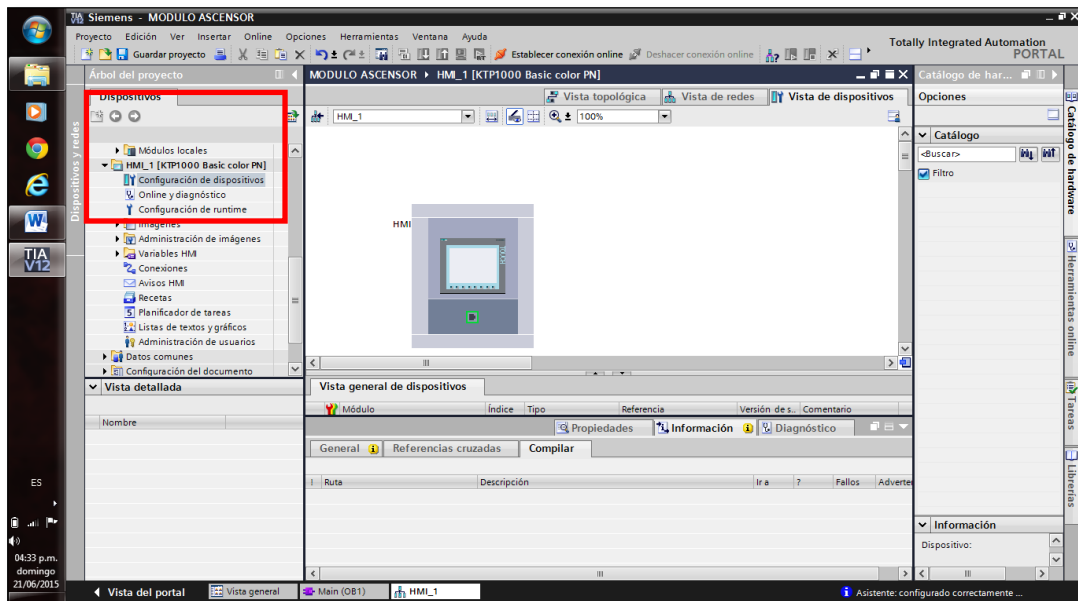 Siemens - MODULO ASCENSOR
Proyecto Edición Ver Insertar Online Opciones Herramientas Ventana Ayuda
Guardar proyecto
Establecer conexión online
Deshacer conexión online
Totally Integrated Automation
PORTAL
Árbol del proyecto
MODULO ASCENSOR HMI_1 [KTP1000 Basic color PN]
Catálogo de har...
Dispositivos
Vista topológica
Vista de redes
Vista de dispositivos
Opciones
HMI_1
100%
Módulos locales
HMI_1 [KTP1000 Basic color PN]
Configuración de dispositivos
Online y diagnóstico
Configuración de runtime
Imágenes
Administración de imágenes
Variables HMI
Conexiones
Avisos HMI
Recetas
Planificador de tareas
Listas de textos y gráficos
Administración de usuarios
Datos comunes
Configuración del documento
HMI
Catálogo
<Buscar>
Filtro
Dispositivos y redes
Catálogo de hardware
Herramientas online
Tareas
Librerías
Vista detallada
Nombre
Vista general de dispositivos
Módulo Índice Tipo Referencia Versión de s.. Comentario
Propiedades
Información
Diagnóstico
General
Referencias cruzadas
Compilar
! Ruta Descripción Ir a ? Fallos Adverte
Información
Dispositivo:
TIA
V12
ES
04:33 p.m.
domingo
21/06/2015
Vista del portal
Vista general
Main (OB1)
HMI_1
Asistente: configurado correctamente ...